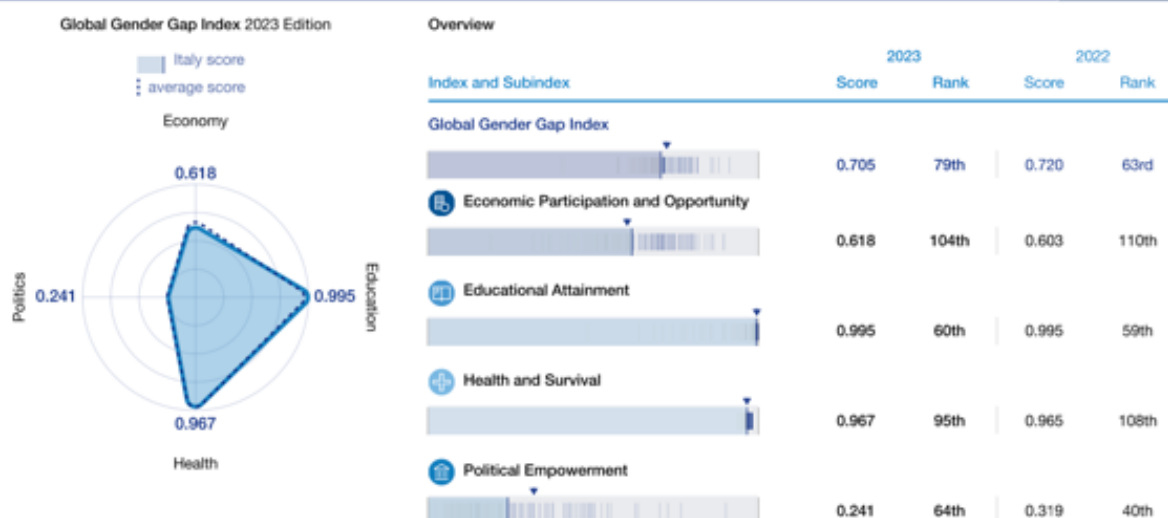 Global Gender Gap Index 2023 Edition
Italy score
average score
Economy
0.618
Politics
0.241
0.995
Education
0.967
Health
Overview
2023 2022
Index and Subindex Score Rank Score Rank
Global Gender Gap Index
0.705 79th 0.720 63rd
Economic Participation and Opportunity
0.618 104th 0.603 110th
Educational Attainment
0.995 60th 0.995 59th
Health and Survival
0.967 95th 0.965 108th
Political Empowerment
0.241 64th 0.319 40th